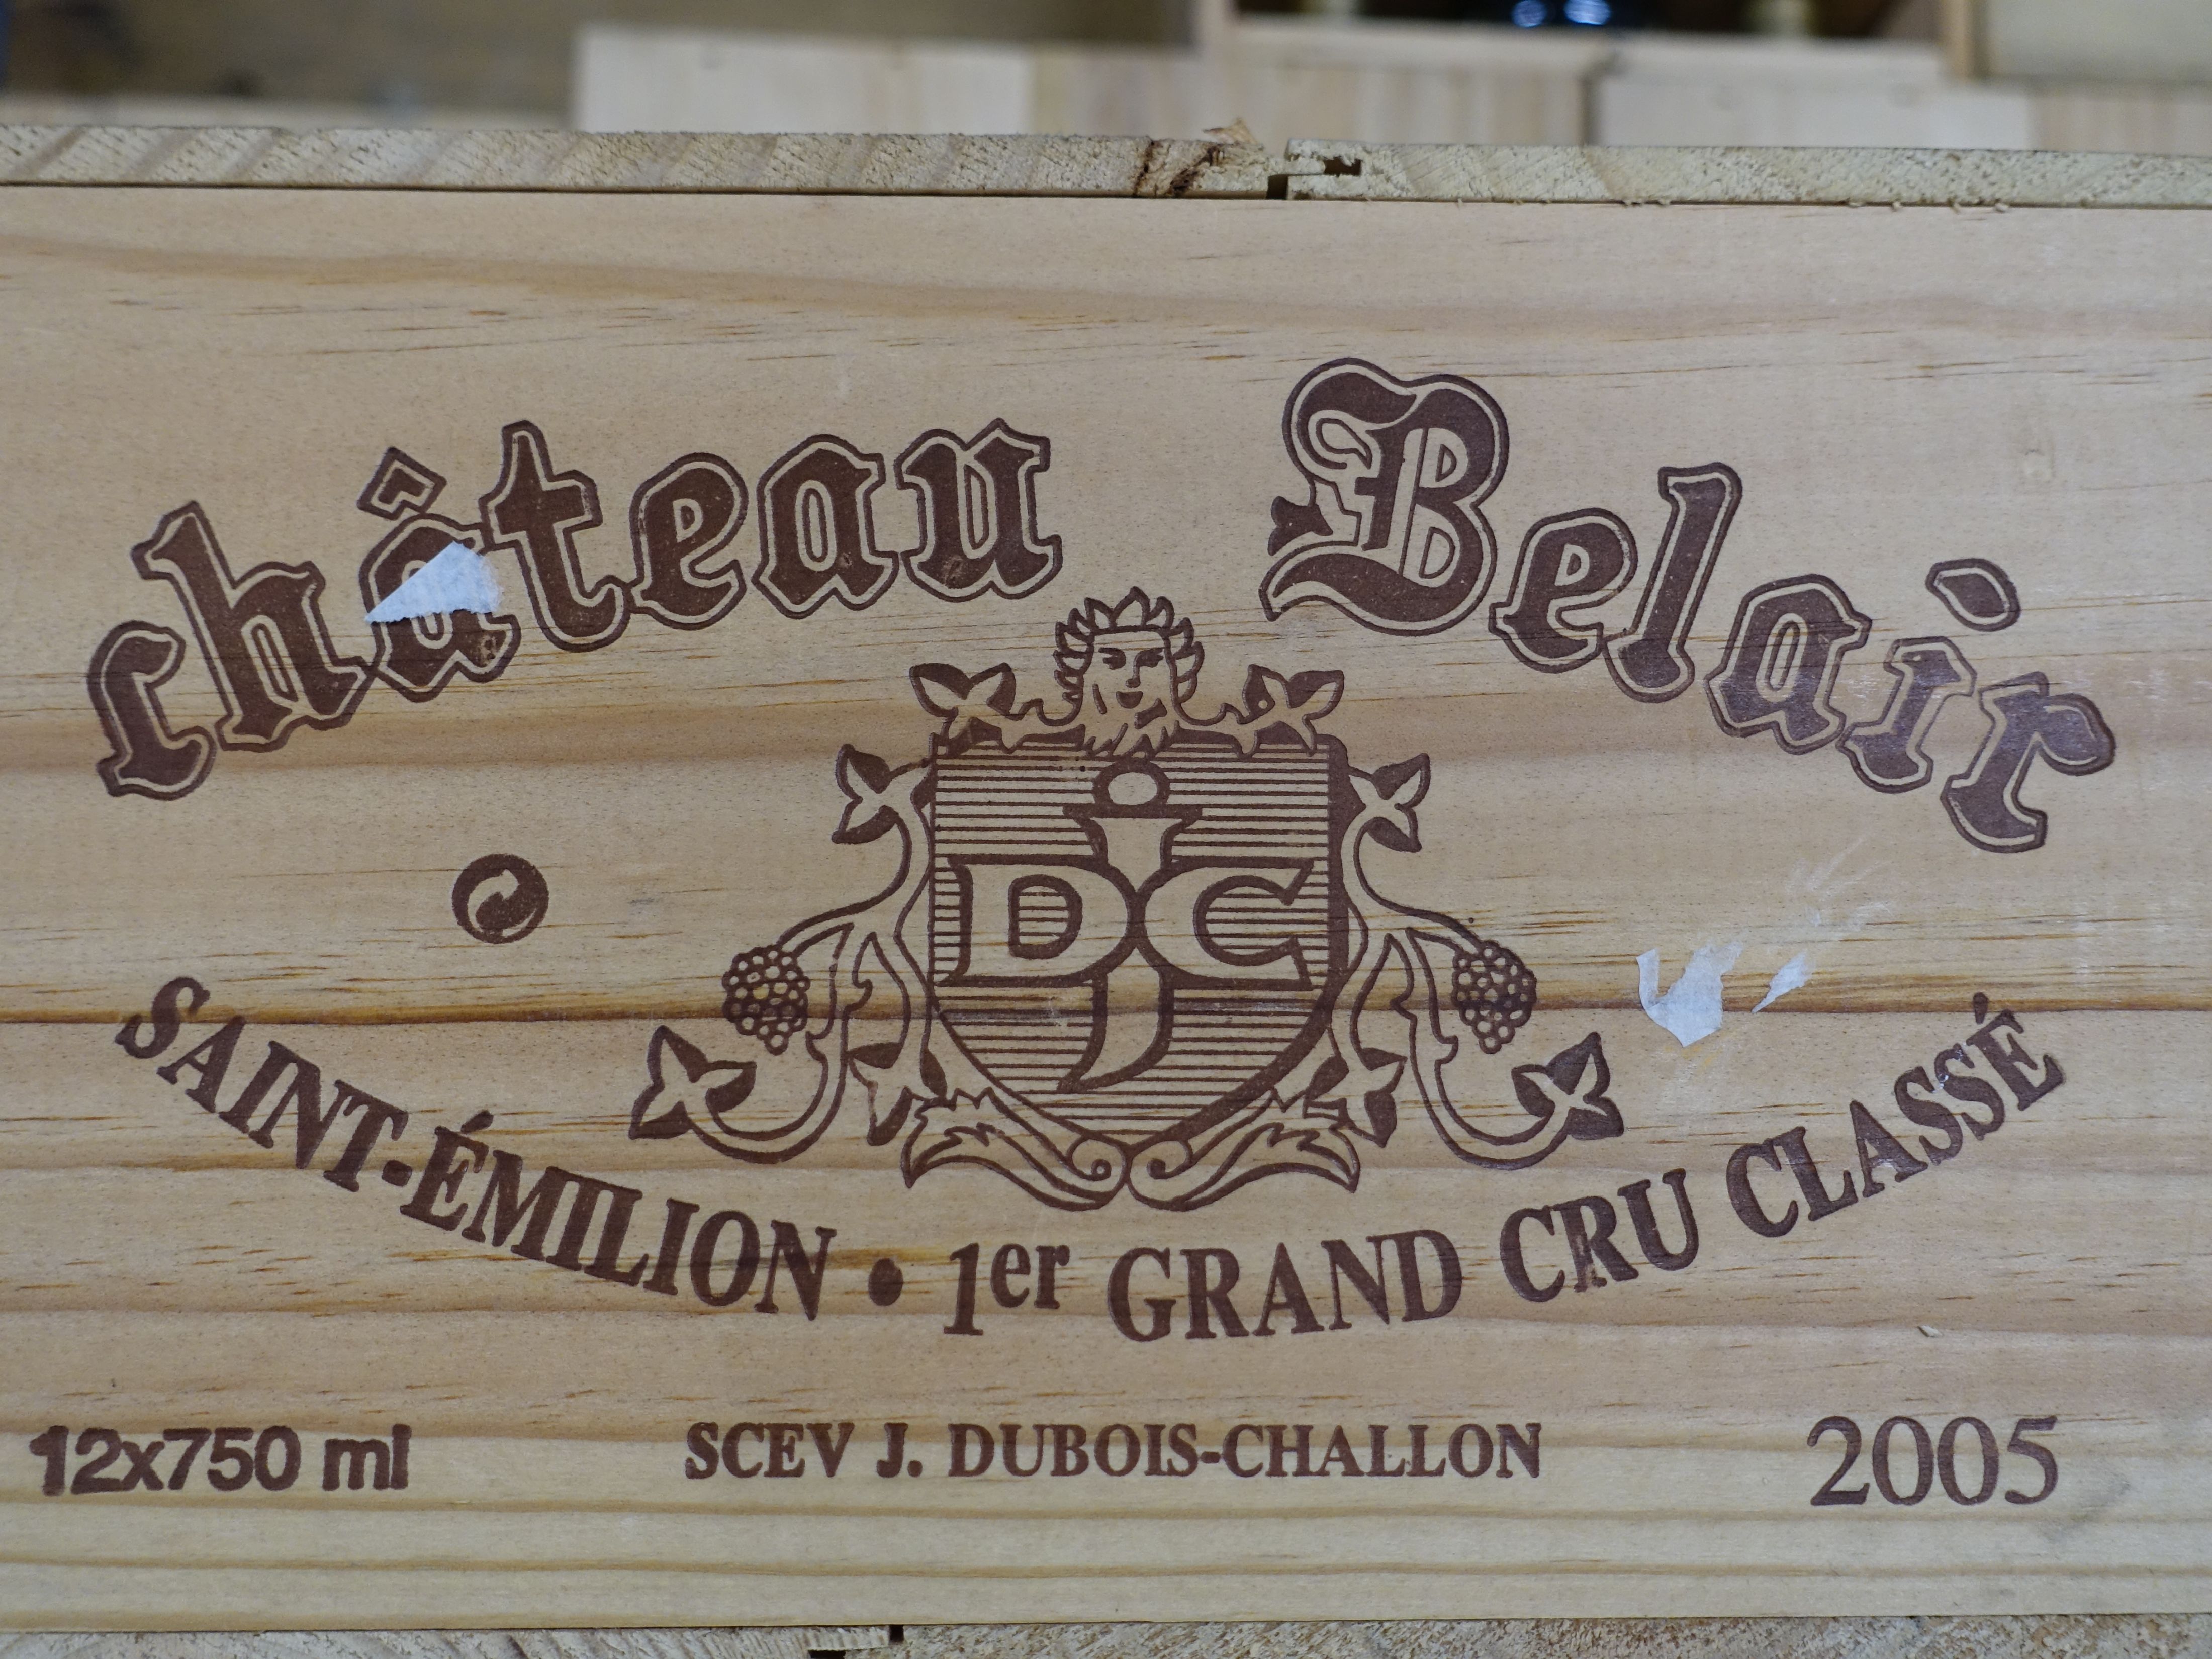 château Belair
DJC
SAINT-ÉMILION • 1er GRAND CRU CLASSÉ
12x750 ml
SCEV J. DUBOIS-CHALLON
2005